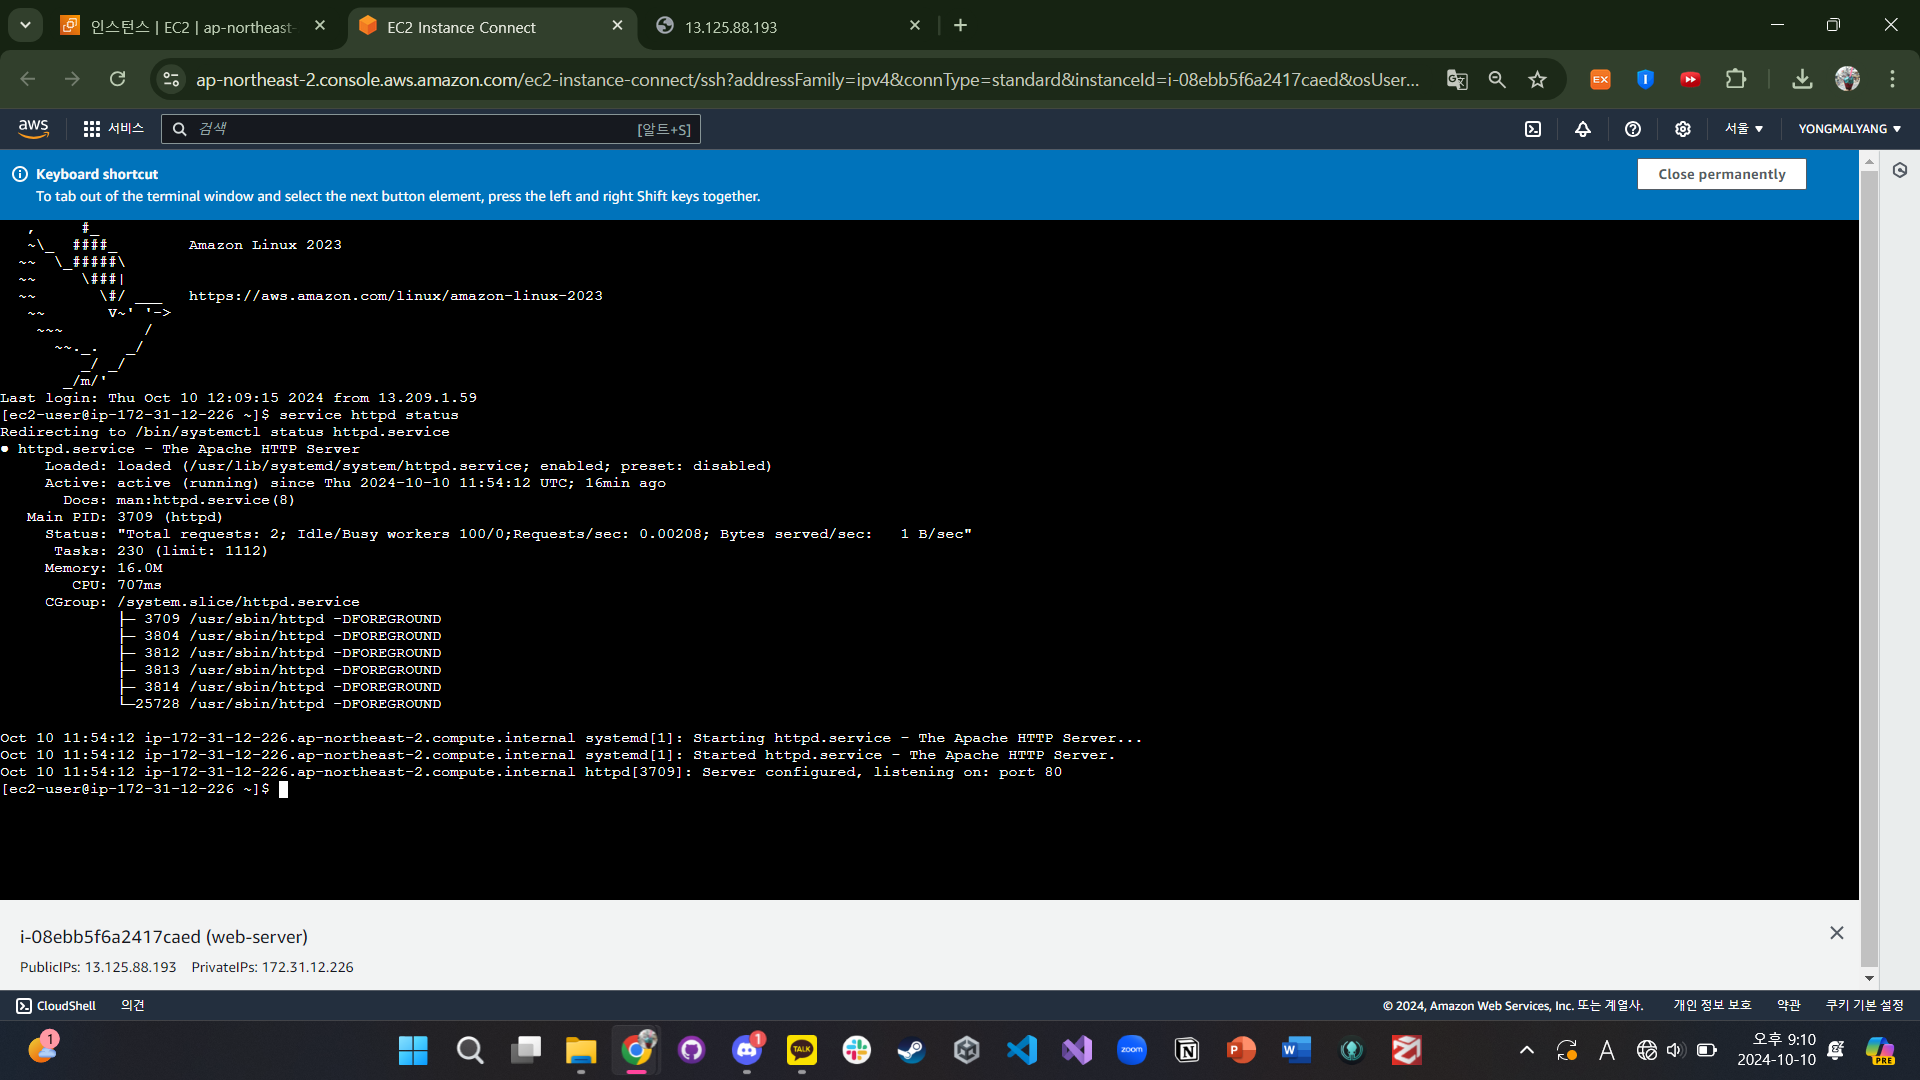 인스턴스 | EC2 | ap-northeast-
EC2 Instance Connect
13.125.88.193
ap-northeast-2.console.aws.amazon.com/ec2-instance-connect/ssh?addressFamily=ipv4&connType=standard&instanceId=i-08ebb5f6a2417caed&osUser...
EX
aws
서비스
검색
[알트+S]
서울
YONGMALYANG
Keyboard shortcut
Close permanently
To tab out of the terminal window and select the next button element, press the left and right Shift keys together.
   ,     #_
   ~\_  ####_        Amazon Linux 2023
  ~~  \_#####\
  ~~     \###|
  ~~       \#/ ___   https://aws.amazon.com/linux/amazon-linux-2023
   ~~       V~' '->
    ~~~         /
      ~~._.   _/
         _/ _/
       _/m/'
Last login: Thu Oct 10 12:09:15 2024 from 13.209.1.59
[ec2-user@ip-172-31-12-226 ~]$ service httpd status
Redirecting to /bin/systemctl status httpd.service
● httpd.service - The Apache HTTP Server
     Loaded: loaded (/usr/lib/systemd/system/httpd.service; enabled; preset: disabled)
     Active: active (running) since Thu 2024-10-10 11:54:12 UTC; 16min ago
       Docs: man:httpd.service(8)
   Main PID: 3709 (httpd)
     Status: "Total requests: 2; Idle/Busy workers 100/0;Requests/sec: 0.00208; Bytes served/sec:   1 B/sec"
      Tasks: 230 (limit: 1112)
     Memory: 16.0M
        CPU: 707ms
     CGroup: /system.slice/httpd.service
             ├─ 3709 /usr/sbin/httpd -DFOREGROUND
             ├─ 3804 /usr/sbin/httpd -DFOREGROUND
             ├─ 3812 /usr/sbin/httpd -DFOREGROUND
             ├─ 3813 /usr/sbin/httpd -DFOREGROUND
             ├─ 3814 /usr/sbin/httpd -DFOREGROUND
             └─25728 /usr/sbin/httpd -DFOREGROUND
Oct 10 11:54:12 ip-172-31-12-226.ap-northeast-2.compute.internal systemd[1]: Starting httpd.service - The Apache HTTP Server...
Oct 10 11:54:12 ip-172-31-12-226.ap-northeast-2.compute.internal systemd[1]: Started httpd.service - The Apache HTTP Server.
Oct 10 11:54:12 ip-172-31-12-226.ap-northeast-2.compute.internal httpd[3709]: Server configured, listening on: port 80
[ec2-user@ip-172-31-12-226 ~]$
i-08ebb5f6a2417caed (web-server)
PublicIPs: 13.125.88.193 PrivateIPs: 172.31.12.226
CloudShell
의견
© 2024, Amazon Web Services, Inc. 또는 계열사.
개인 정보 보호
약관
쿠키 기본 설정
1
1
TALK
zoom
A
오후 9:10
2024-10-10
PRE